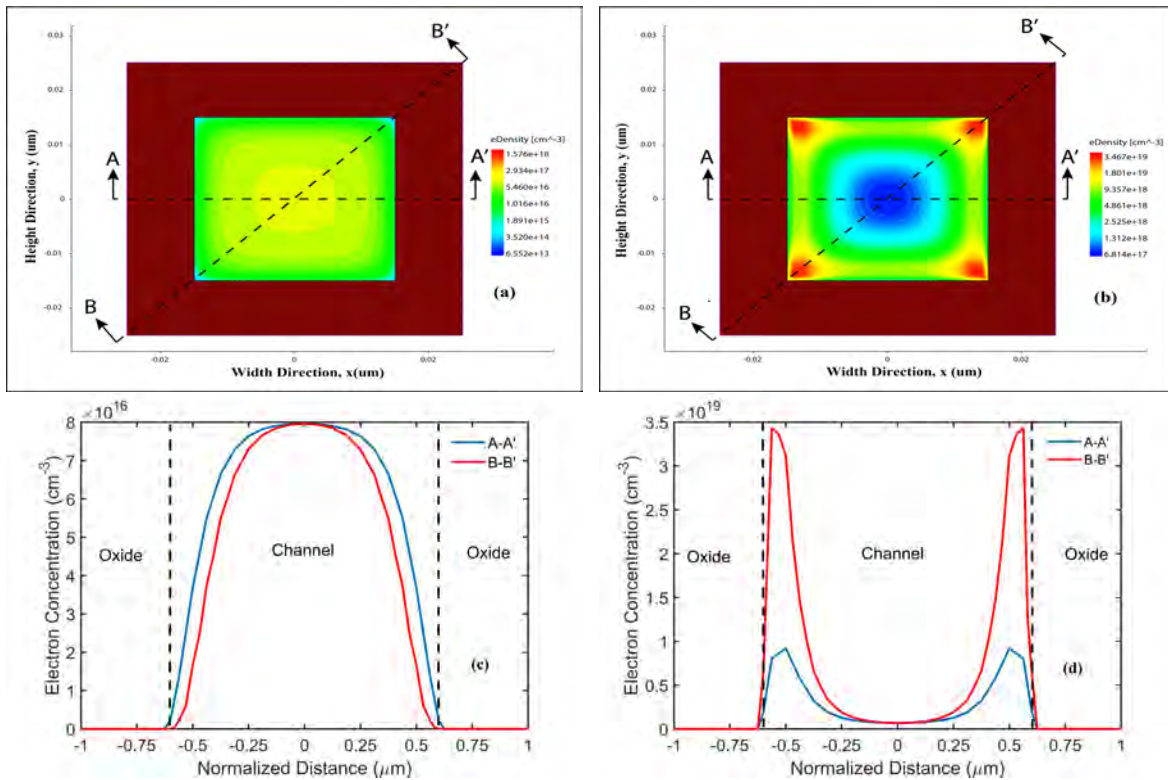 0.03
0.02
0.01
0
-0.01
-0.02
Height Direction, y (um)
A
A′
B
B′
eDensity [cm^-3]
1.576e+18
2.934e+17
5.460e+16
1.016e+16
1.891e+15
3.520e+14
6.552e+13
(a)
-0.02
0
0.02
Width Direction, x(um)
0.03
0.02
0.01
0
-0.01
-0.02
Height Direction, y (um)
A
A′
B
B′
eDensity [cm^-3]
3.467e+19
1.801e+19
9.357e+18
4.861e+18
2.525e+18
1.312e+18
6.814e+17
(b)
-0.02
0
0.02
Width Direction, x (um)
×10^16
8
7
6
5
4
3
2
1
0
Electron Concentration (cm^-3)
A-A'
B-B'
Oxide
Channel
Oxide
(c)
-1 -0.75 -0.5 -0.25 0 0.25 0.5 0.75 1
Normalized Distance (μm)
×10^19
3.5
3
2.5
2
1.5
1
0.5
0
Electron Concentration (cm^-3)
A-A'
B-B'
Oxide
Channel
Oxide
(d)
-1 -0.75 -0.5 -0.25 0 0.25 0.5 0.75 1
Normalized Distance (μm)